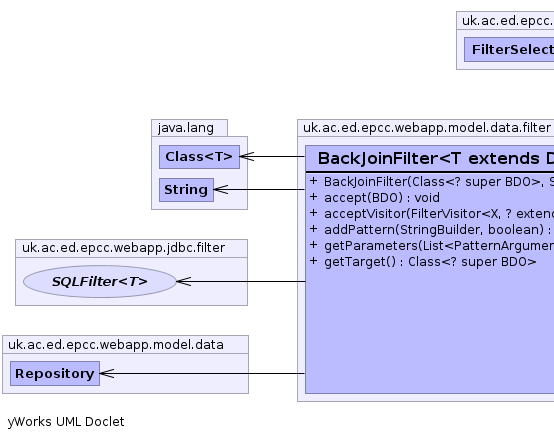 uk.ac.ed.epcc.
FilterSelect
java.lang
Class<T>
String
uk.ac.ed.epcc.webapp.model.data.filter
BackJoinFilter<T extends D
+ BackJoinFilter(Class<? super BDO>, S
+ accept(BDO) : void
+ acceptVisitor(FilterVisitor<X, ? extend
+ addPattern(StringBuilder, boolean) :
+ getParameters(List<PatternArgumen
+ getTarget() : Class<? super BDO>
uk.ac.ed.epcc.webapp.jdbc.filter
SQLFilter<T>
uk.ac.ed.epcc.webapp.model.data
Repository
yWorks UML Doclet